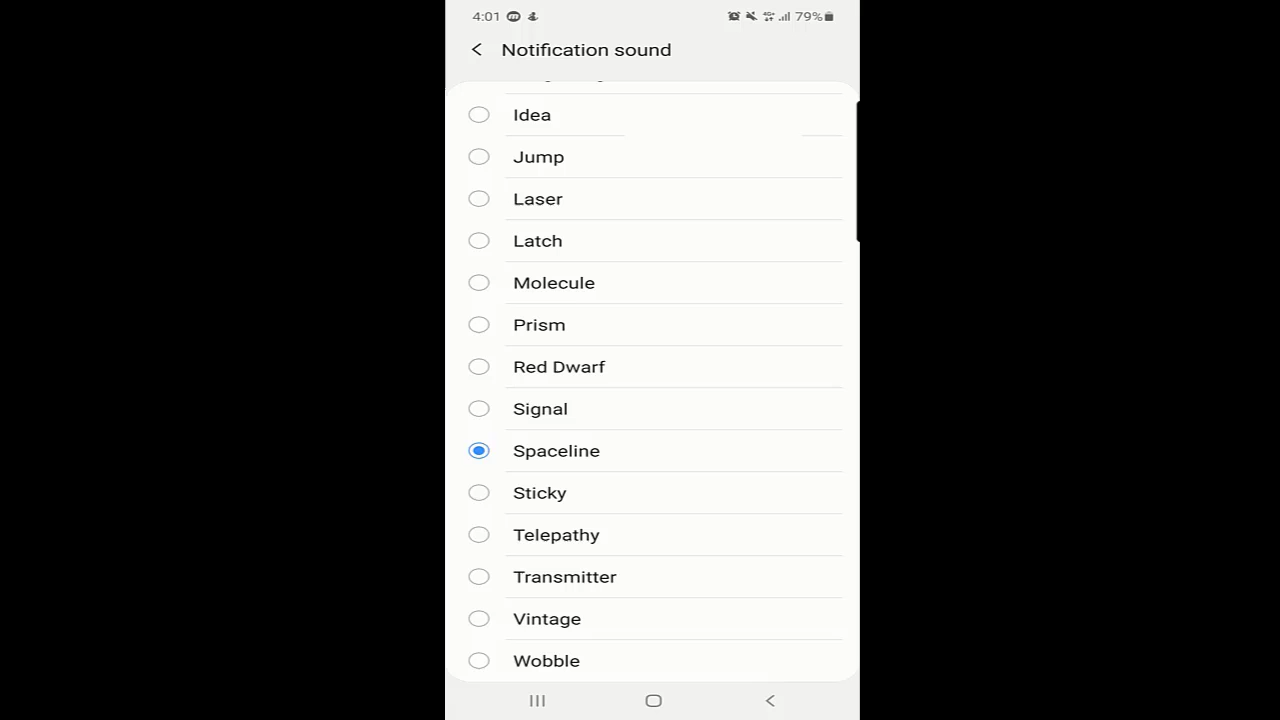 4:01
79%
Notification sound
Idea
Jump
Laser
Latch
Molecule
Prism
Red Dwarf
Signal
Spaceline
Sticky
Telepathy
Transmitter
Vintage
Wobble